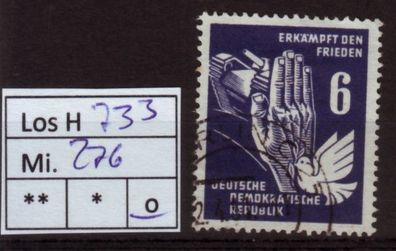 Los H 733
Mi. 276
** * o
ERKÄMPFT DEN
FRIEDEN
6
DEUTSCHE
DEMOKRATISCHE
REPUBLIK